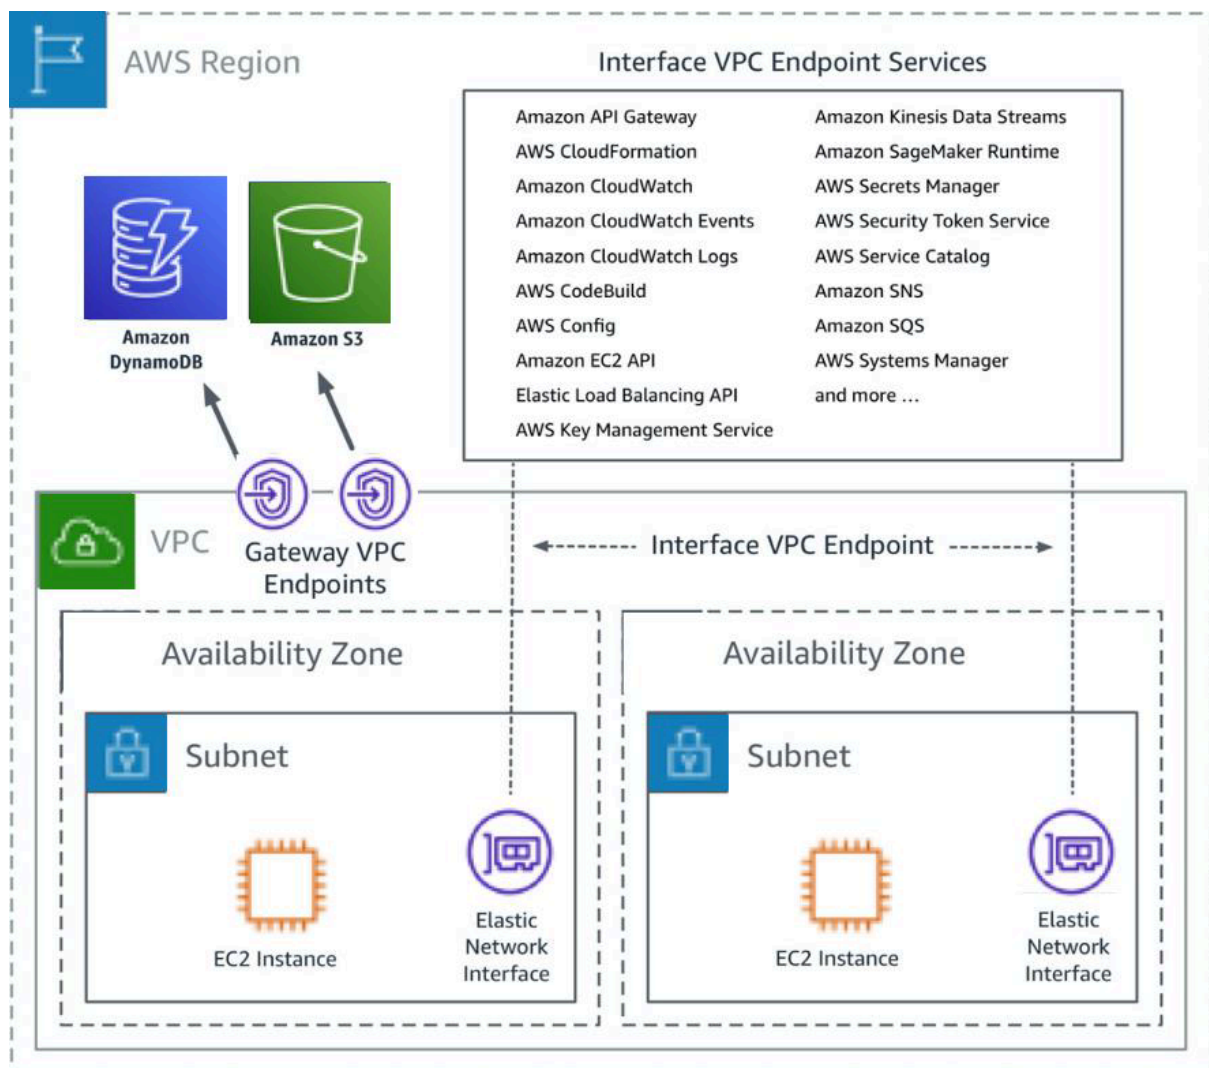 AWS Region
Interface VPC Endpoint Services
Amazon API Gateway
AWS CloudFormation
Amazon CloudWatch
Amazon CloudWatch Events
Amazon CloudWatch Logs
AWS CodeBuild
AWS Config
Amazon EC2 API
Elastic Load Balancing API
AWS Key Management Service
Amazon Kinesis Data Streams
Amazon SageMaker Runtime
AWS Secrets Manager
AWS Security Token Service
AWS Service Catalog
Amazon SNS
Amazon SQS
AWS Systems Manager
and more ...
Amazon
DynamoDB
Amazon S3
VPC
Gateway VPC
Endpoints
Interface VPC Endpoint
Availability Zone
Subnet
EC2 Instance
Elastic
Network
Interface
Availability Zone
Subnet
EC2 Instance
Elastic
Network
Interface